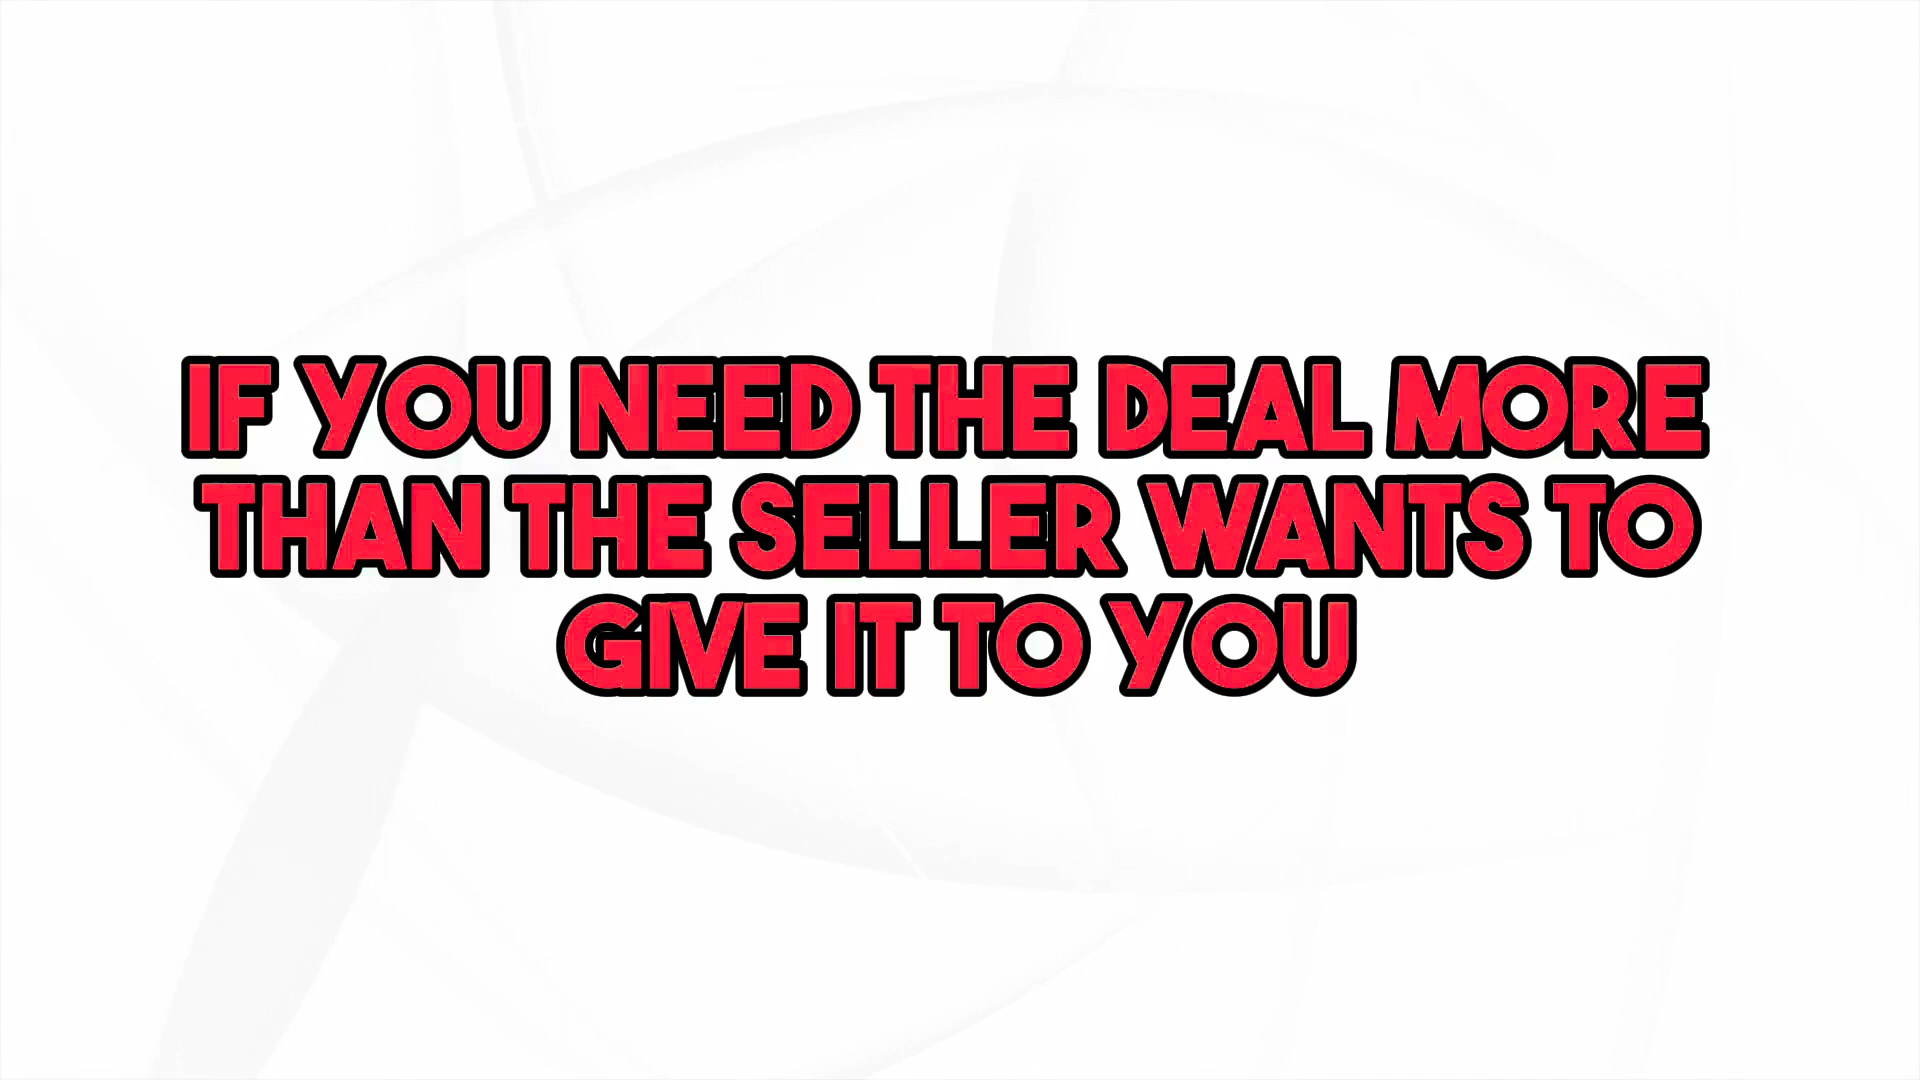 IF YOU NEED THE DEAL MORE
THAN THE SELLER WANTS TO
GIVE IT TO YOU